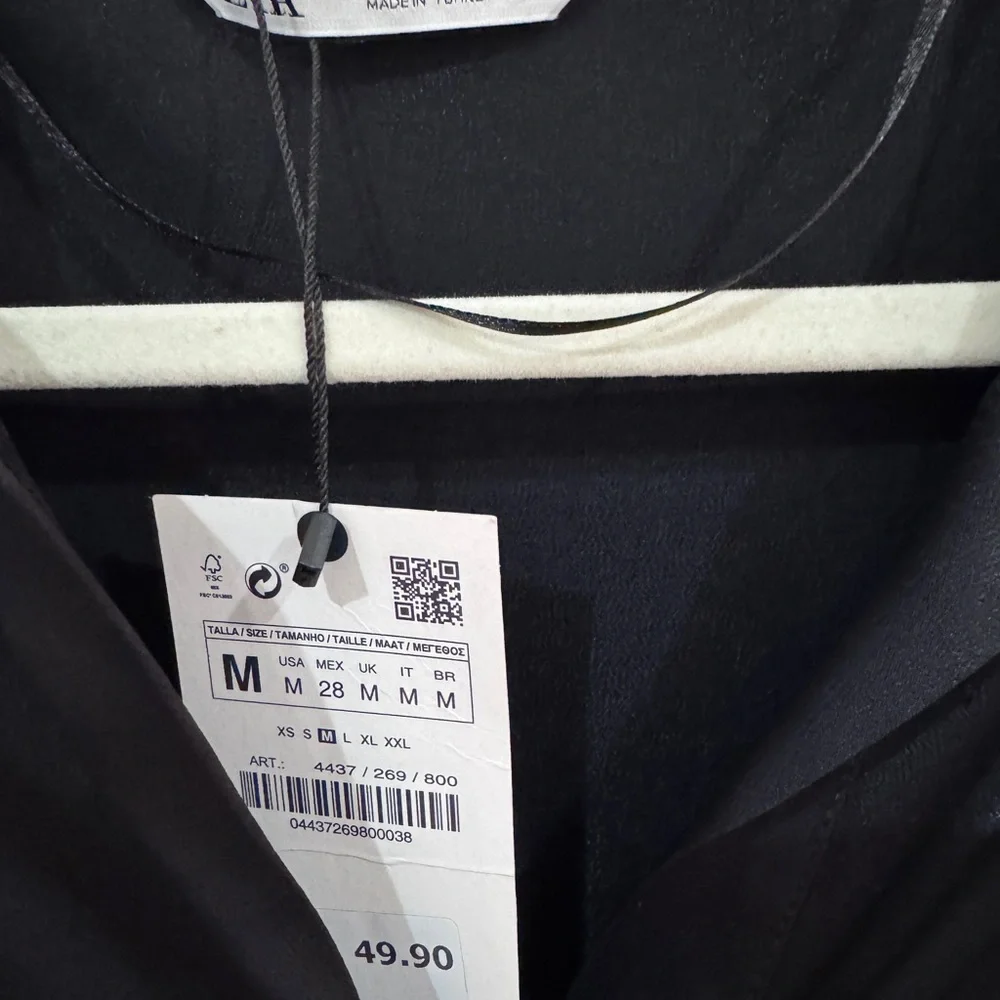 MADE IN
FSC
®
TALLA / SIZE / TAMANHO / TAILLE / MAAT / ΜΕΓΕΘΟΣ
M
USA MEX UK IT BR
M 28 M M M
XS S M L XL XXL
ART.: 4437 / 269 / 800
04437269800038
49.90